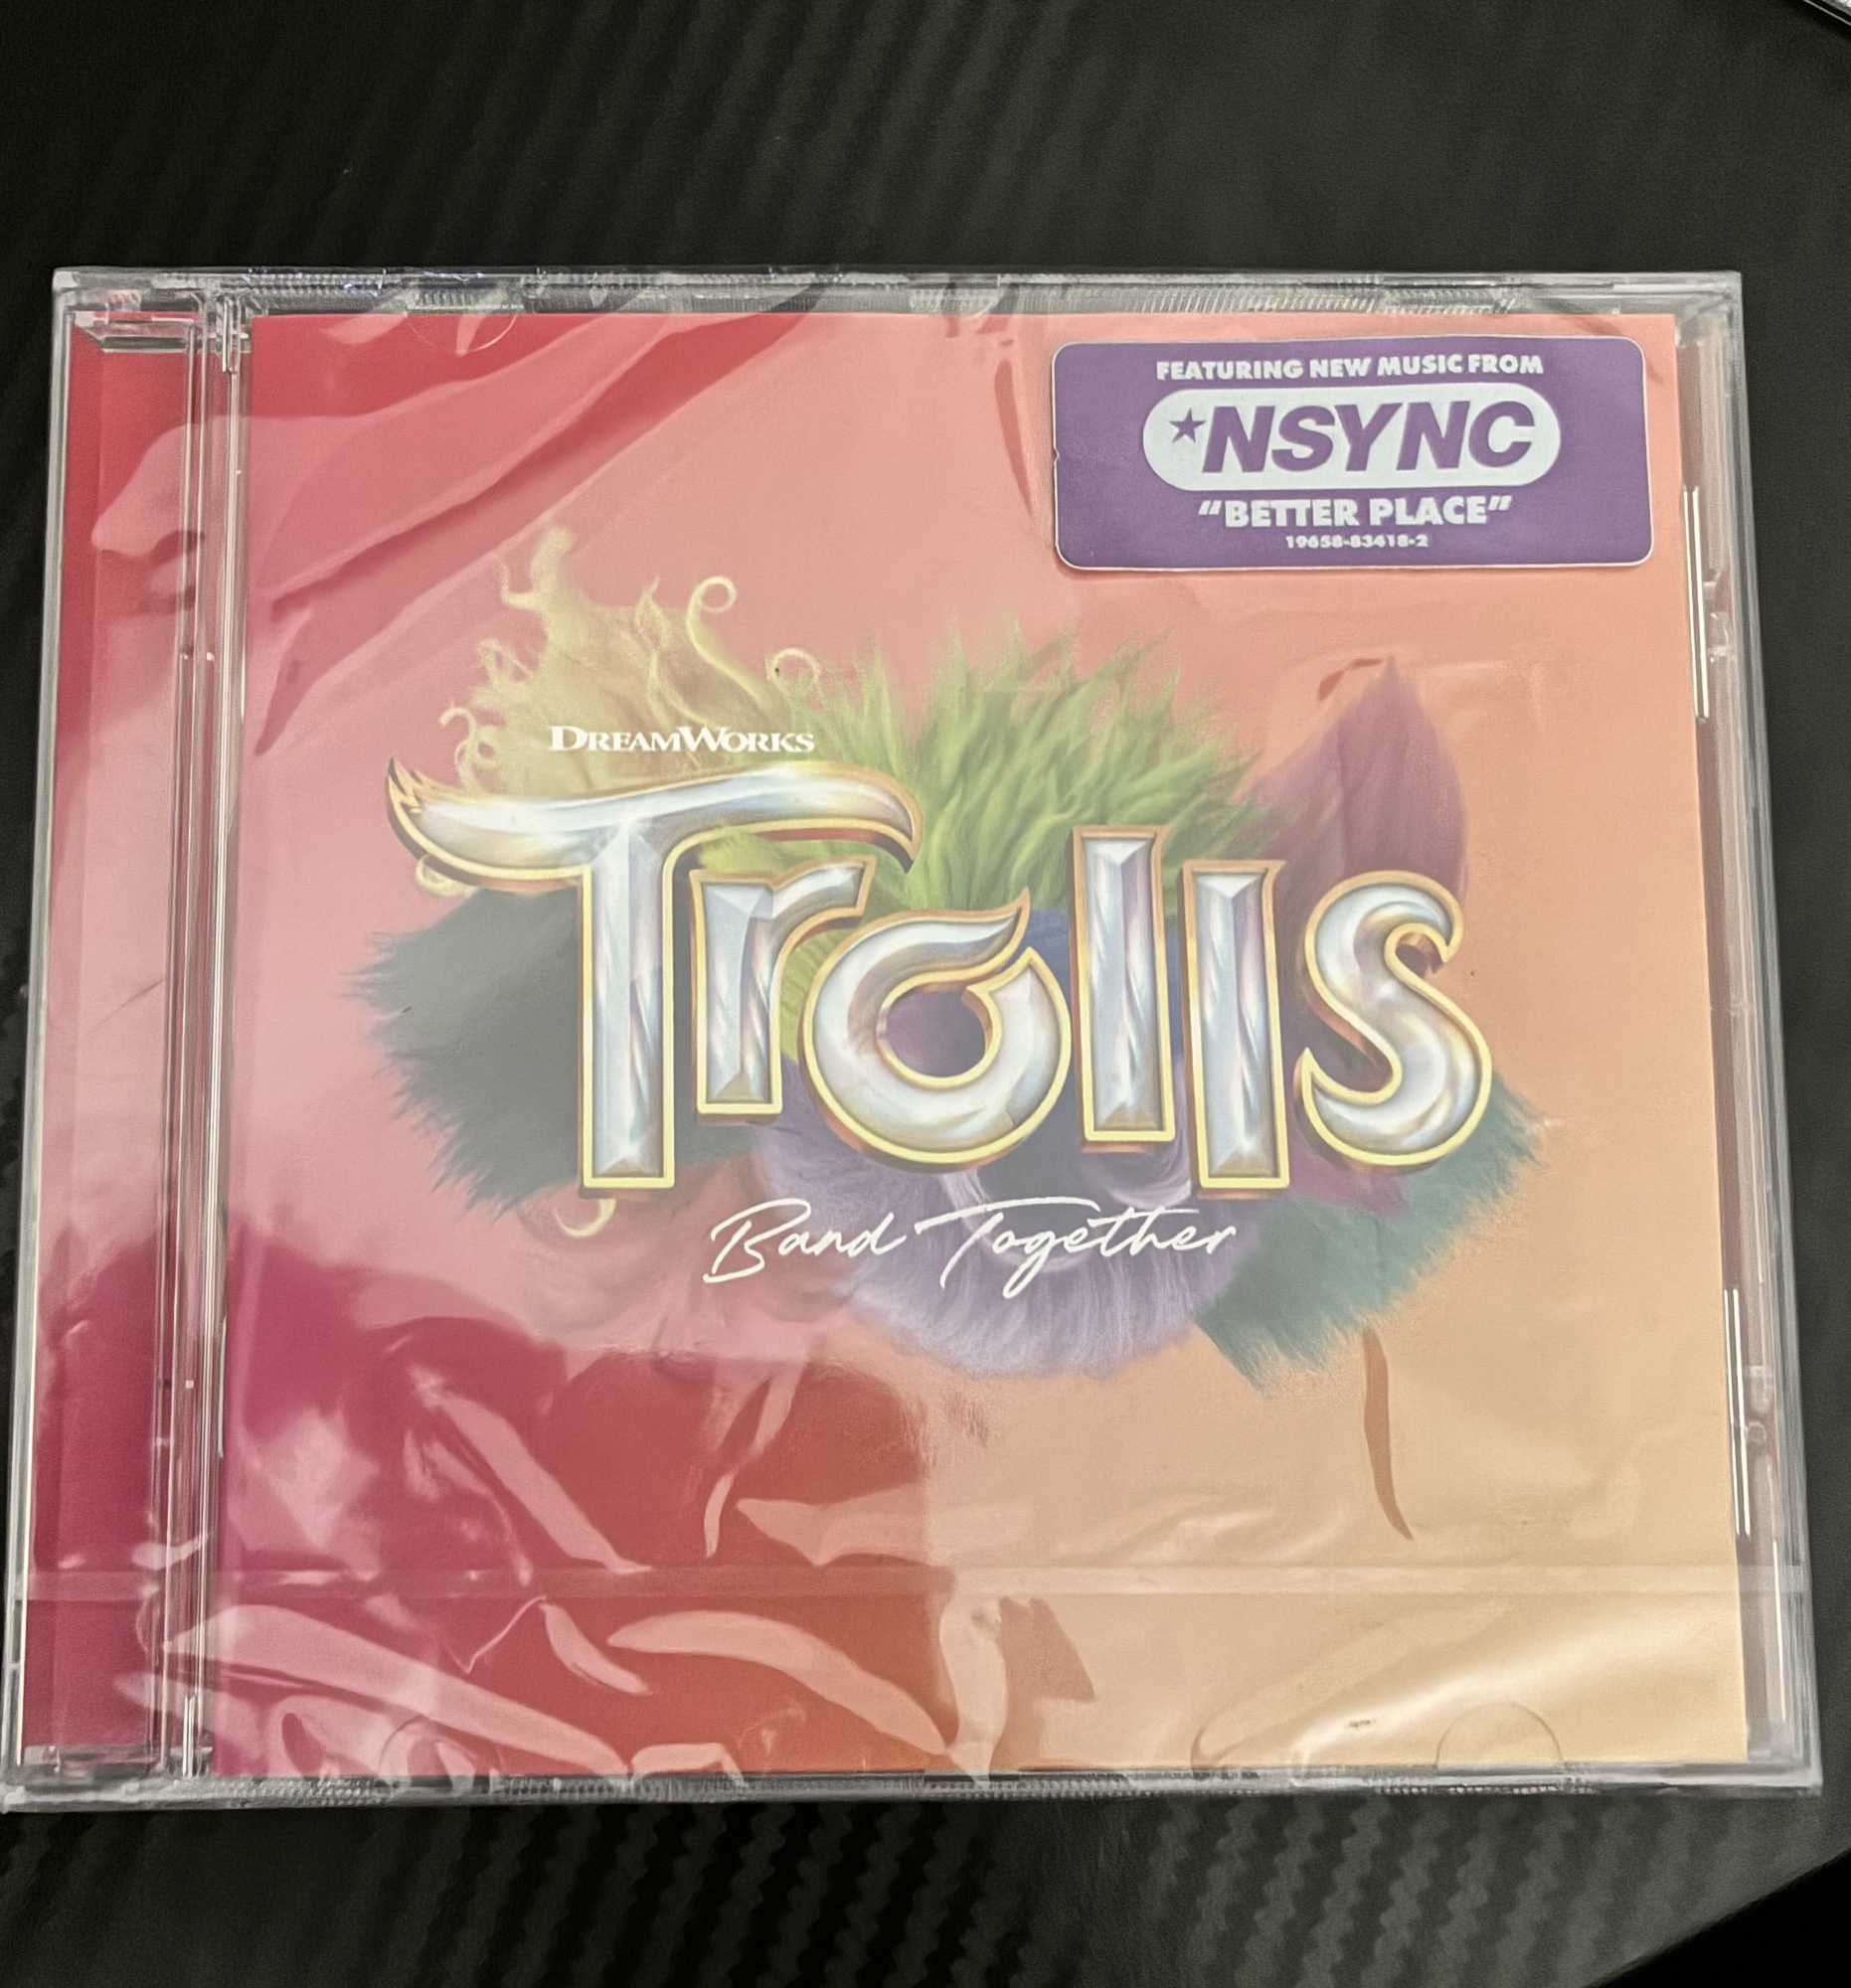 FEATURING NEW MUSIC FROM
*NSYNC
"BETTER PLACE"
19658-83418-2
DREAMWORKS
Trolls
Band Together